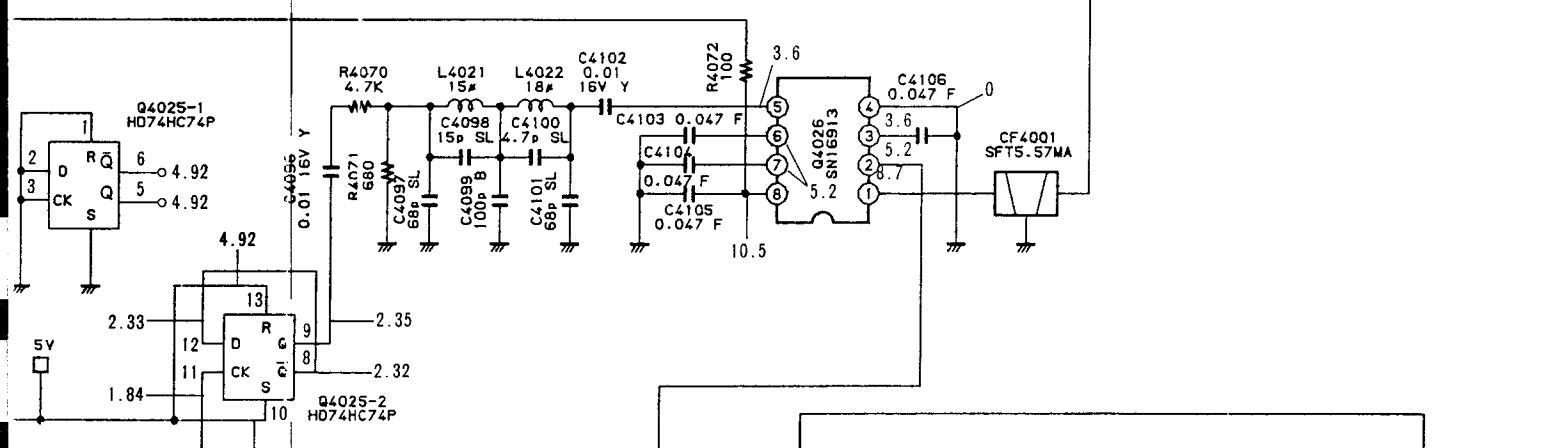 Q4025-1
HD74HC74P
1
2
D
R
Q̅
6
4.92
3
CK
Q
5
4.92
S
R4070
4.7K
L4021
15µ
L4022
18µ
C4102
0.01
16V Y
R4072
100
3.6
C4096
0.01 16V Y
R4071
680
C4097
68p SL
C4098
15p SL
C4099
100p B
C4100
4.7p SL
C4101
68p SL
C4103 0.047 F
C4104
0.047 F
C4105
0.047 F
5.2
10.5
5
6
7
8
Q4026
SN16913
4
3
2
1
C4106
0.047 F
0
3.6
5.2
8.7
CF4001
SFT5.57MA
4.92
13
2.33
12
D
R
Q
9
2.35
11
CK
Q̅
8
2.32
1.84
S
10
Q4025-2
HD74HC74P
5V